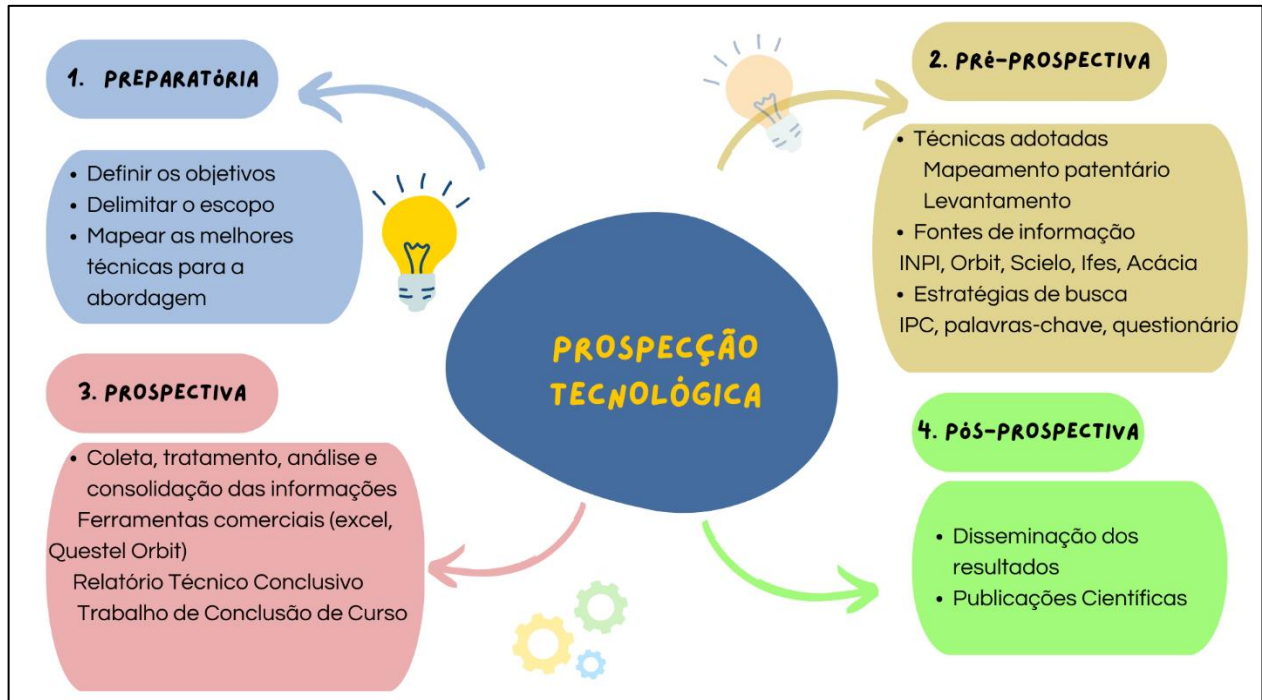 1. PREPARATÓRIA
• Definir os objetivos
• Delimitar o escopo
• Mapear as melhores
técnicas para a
abordagem
2. PRÉ-PROSPECTIVA
• Técnicas adotadas
Mapeamento patentário
Levantamento
• Fontes de informação
INPI, Orbit, Scielo, Ifes, Acácia
• Estratégias de busca
IPC, palavras-chave, questionário
PROSPECÇÃO
TECNOLÓGICA
3. PROSPECTIVA
• Coleta, tratamento, análise e
consolidação das informações
Ferramentas comerciais (excel,
Questel Orbit)
Relatório Técnico Conclusivo
Trabalho de Conclusão de Curso
4. PÓS-PROSPECTIVA
• Disseminação dos
resultados
• Publicações Científicas